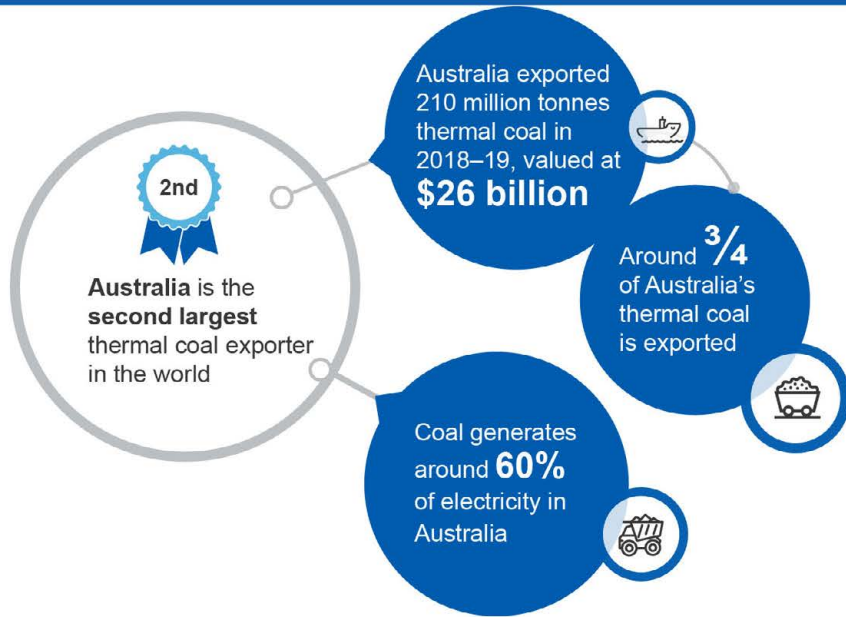 2nd
Australia is the
second largest
thermal coal exporter
in the world
Australia exported
210 million tonnes
thermal coal in
2018–19, valued at
$26 billion
Around ¾
of Australia's
thermal coal
is exported
Coal generates
around 60%
of electricity in
Australia